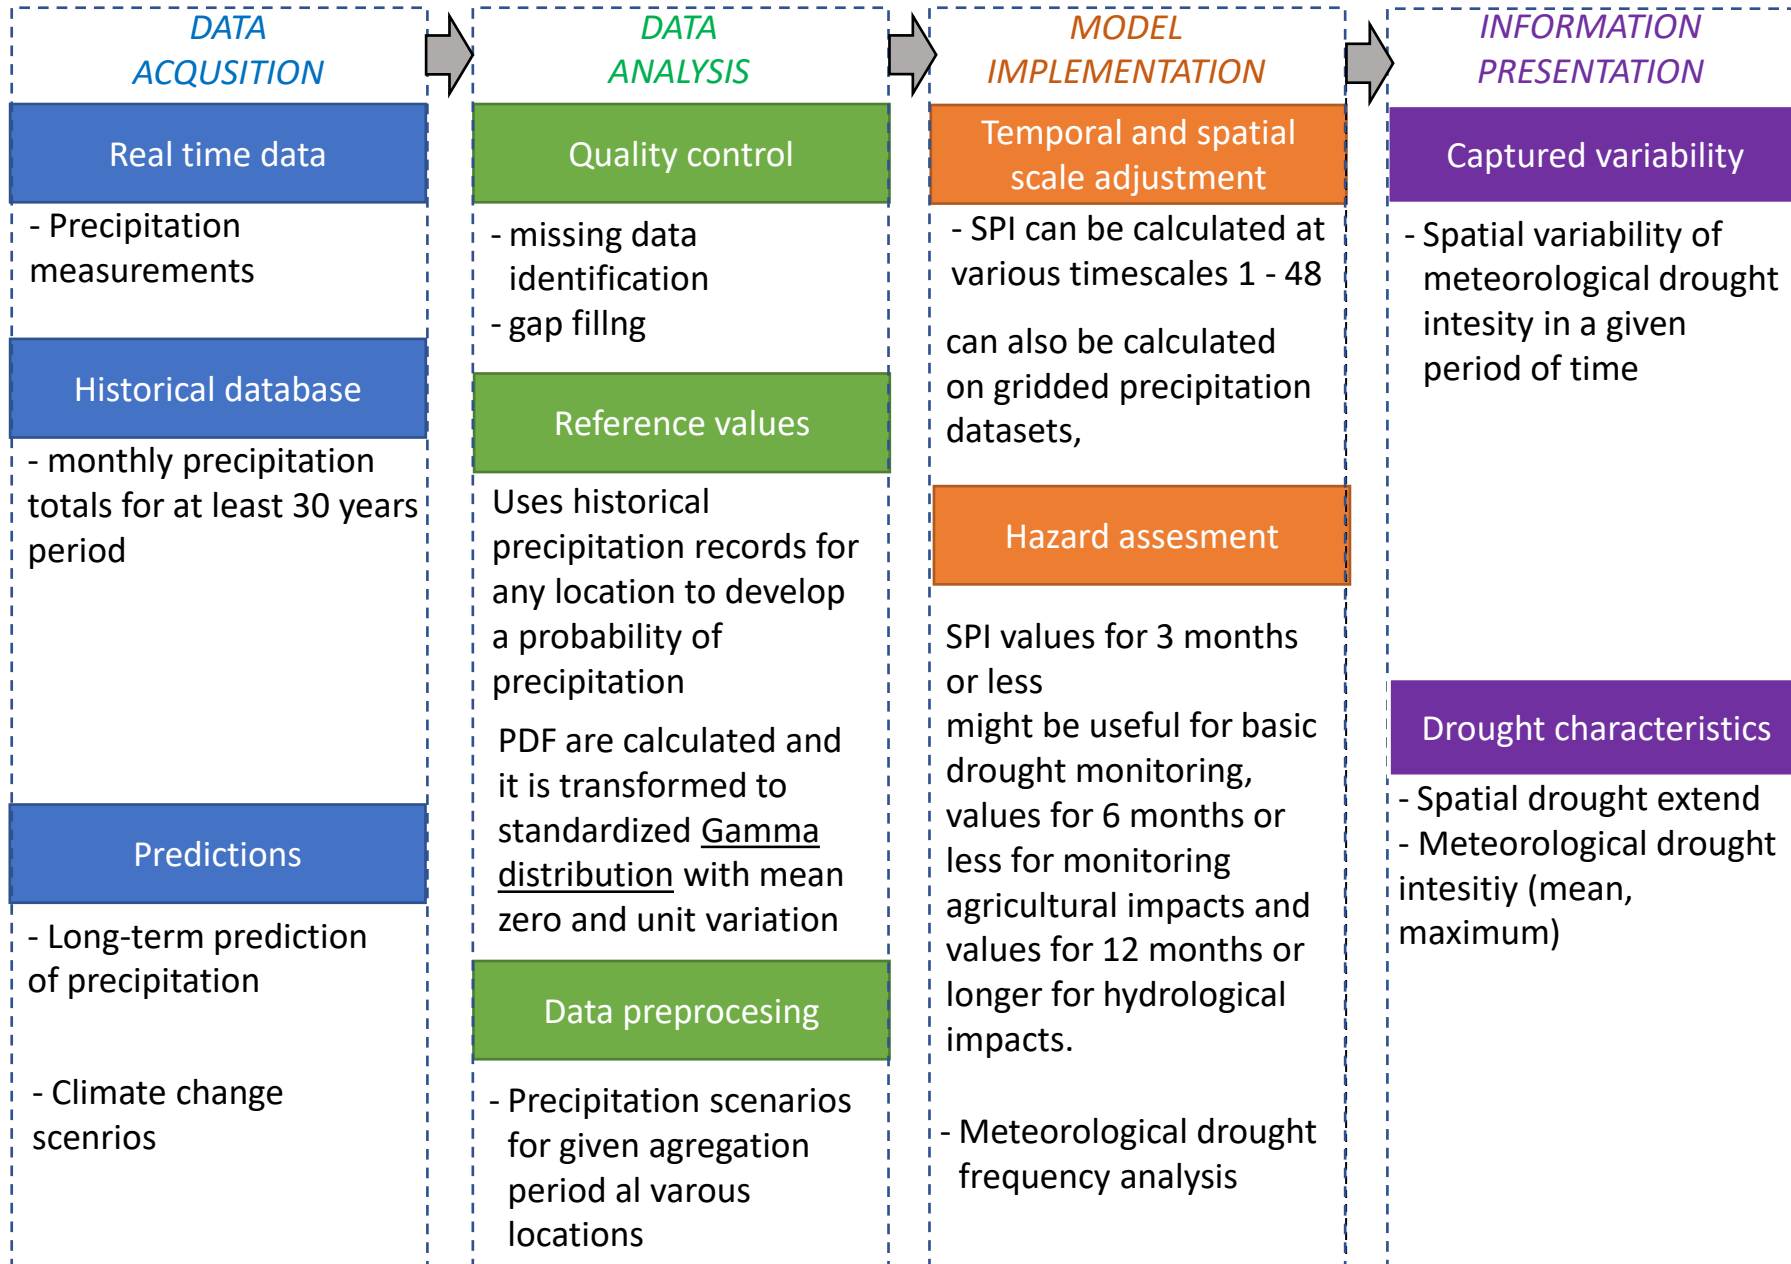 DATA
ACQUSITION
Real time data
- Precipitation
measurements
Historical database
- monthly precipitation
totals for at least 30 years
period
Predictions
- Long-term prediction
of precipitation
- Climate change
scenrios
DATA
ANALYSIS
Quality control
- missing data
identification
- gap fillng
Reference values
Uses historical
precipitation records for
any location to develop
a probability of
precipitation
PDF are calculated and
it is transformed to
standardized Gamma
distribution with mean
zero and unit variation
Data preprocesing
- Precipitation scenarios
for given agregation
period al varous
locations
MODEL
IMPLEMENTATION
Temporal and spatial
scale adjustment
- SPI can be calculated at
various timescales 1 - 48
can also be calculated
on gridded precipitation
datasets,
Hazard assesment
SPI values for 3 months
or less
might be useful for basic
drought monitoring,
values for 6 months or
less for monitoring
agricultural impacts and
values for 12 months or
longer for hydrological
impacts.
- Meteorological drought
frequency analysis
INFORMATION
PRESENTATION
Captured variability
- Spatial variability of
meteorological drought
intesity in a given
period of time
Drought characteristics
- Spatial drought extend
- Meteorological drought
intesitiy (mean,
maximum)